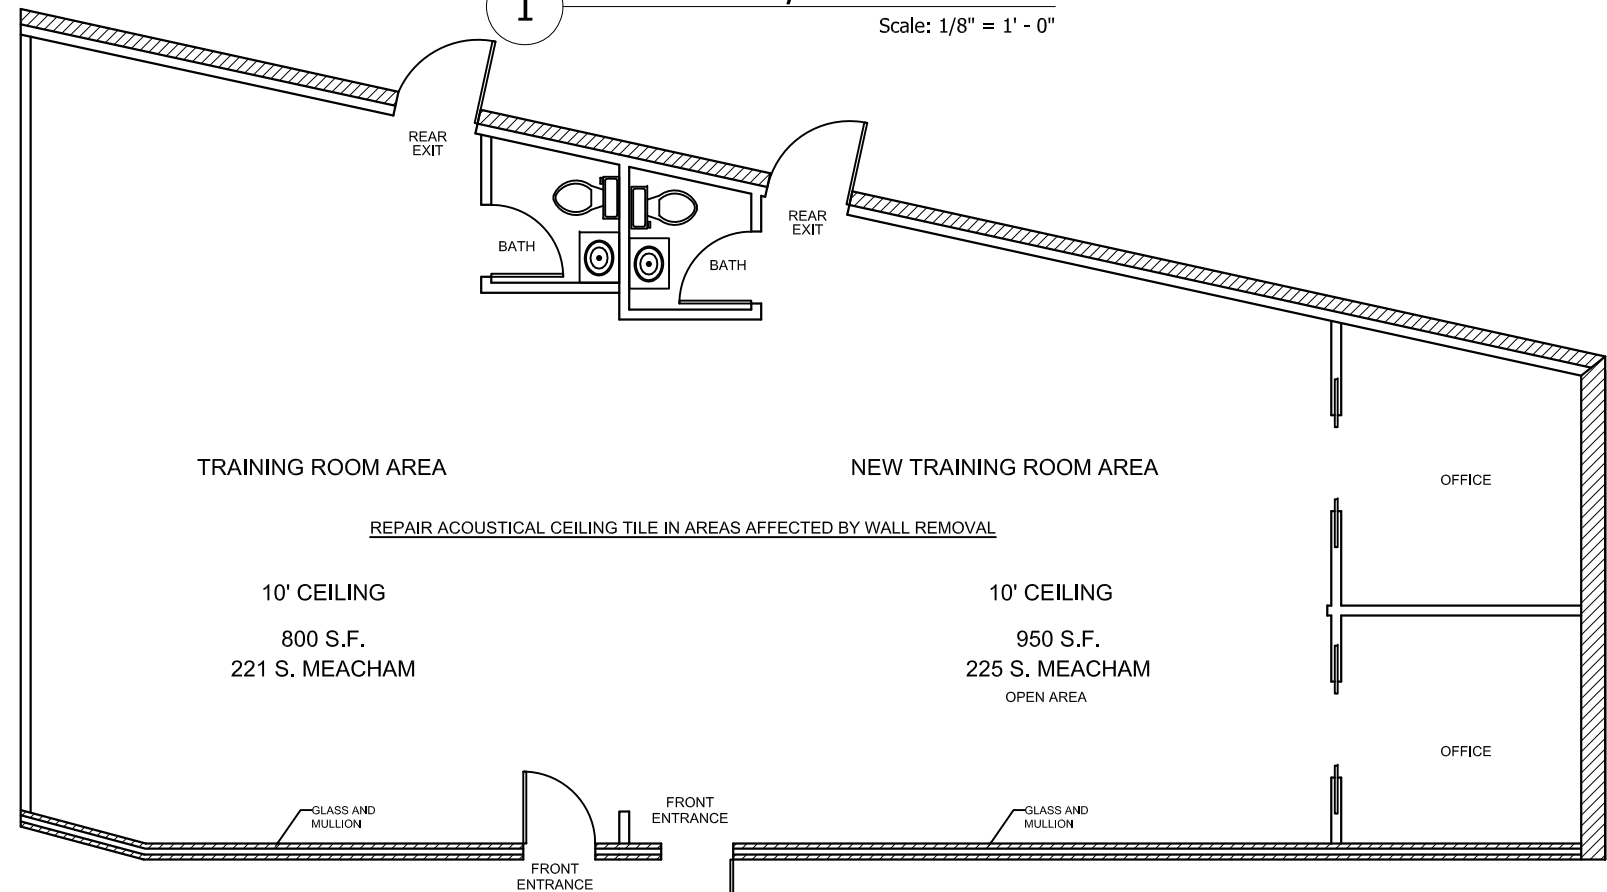 1
Scale: 1/8" = 1' - 0"
REAR
EXIT
REAR
EXIT
BATH
BATH
TRAINING ROOM AREA
NEW TRAINING ROOM AREA
OFFICE
REPAIR ACOUSTICAL CEILING TILE IN AREAS AFFECTED BY WALL REMOVAL
10' CEILING
800 S.F.
221 S. MEACHAM
10' CEILING
950 S.F.
225 S. MEACHAM
OPEN AREA
OFFICE
GLASS AND
MULLION
FRONT
ENTRANCE
GLASS AND
MULLION
FRONT
ENTRANCE